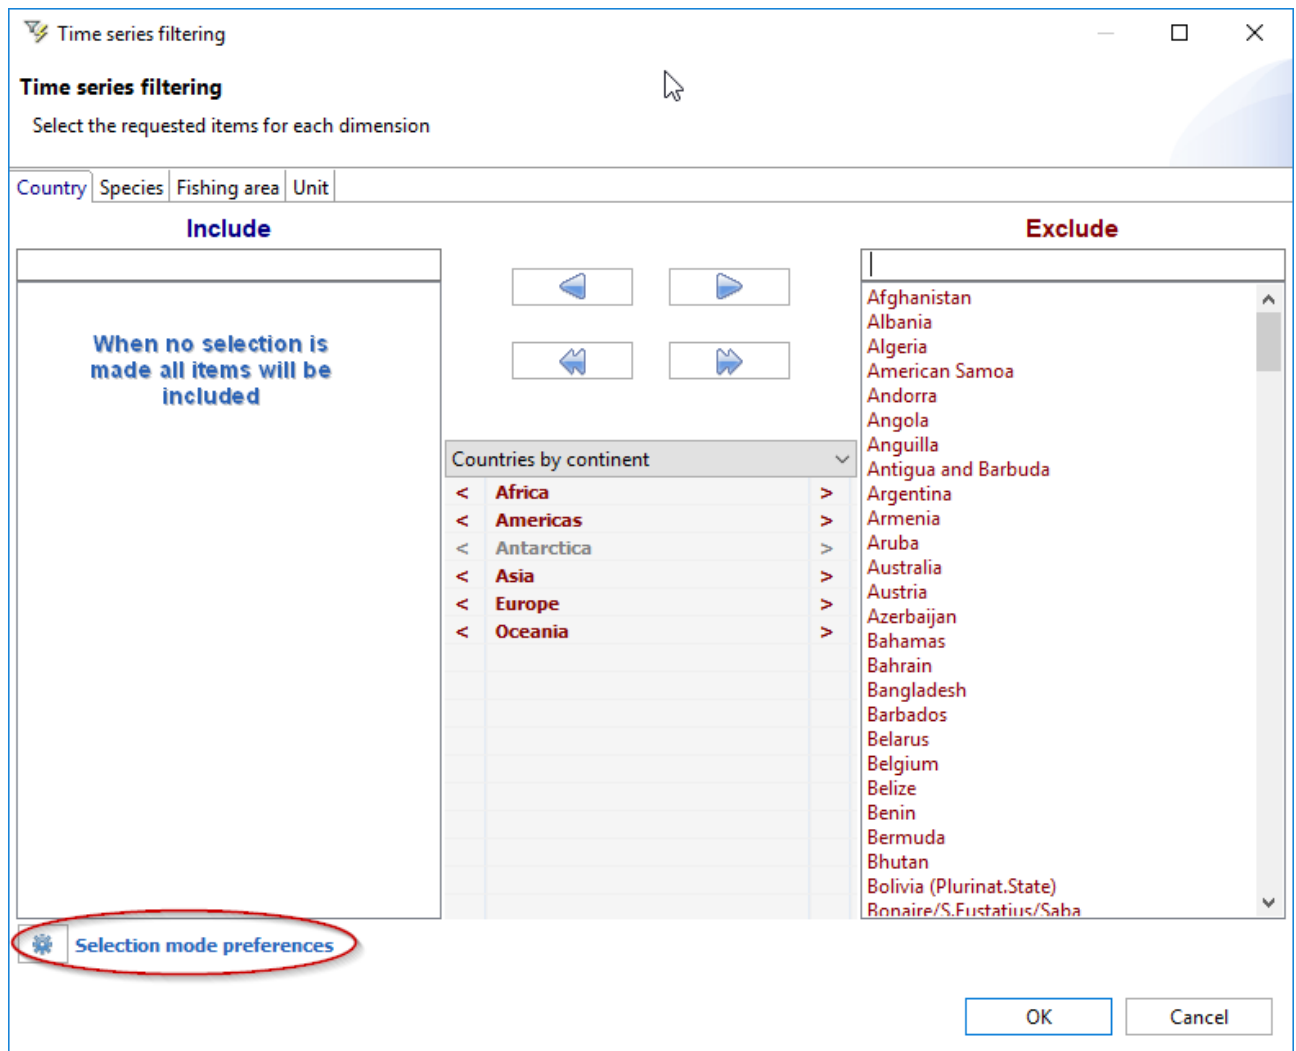 Time series filtering
Time series filtering
Select the requested items for each dimension
Country Species Fishing area Unit
Include
Exclude
When no selection is
made all items will be
included
Countries by continent
< Africa >
< Americas >
< Antarctica >
< Asia >
< Europe >
< Oceania >
Afghanistan
Albania
Algeria
American Samoa
Andorra
Angola
Anguilla
Antigua and Barbuda
Argentina
Armenia
Aruba
Australia
Austria
Azerbaijan
Bahamas
Bahrain
Bangladesh
Barbados
Belarus
Belgium
Belize
Benin
Bermuda
Bhutan
Bolivia (Plurinat.State)
Bonaire/S.Eustatius/Saba
Selection mode preferences
OK Cancel